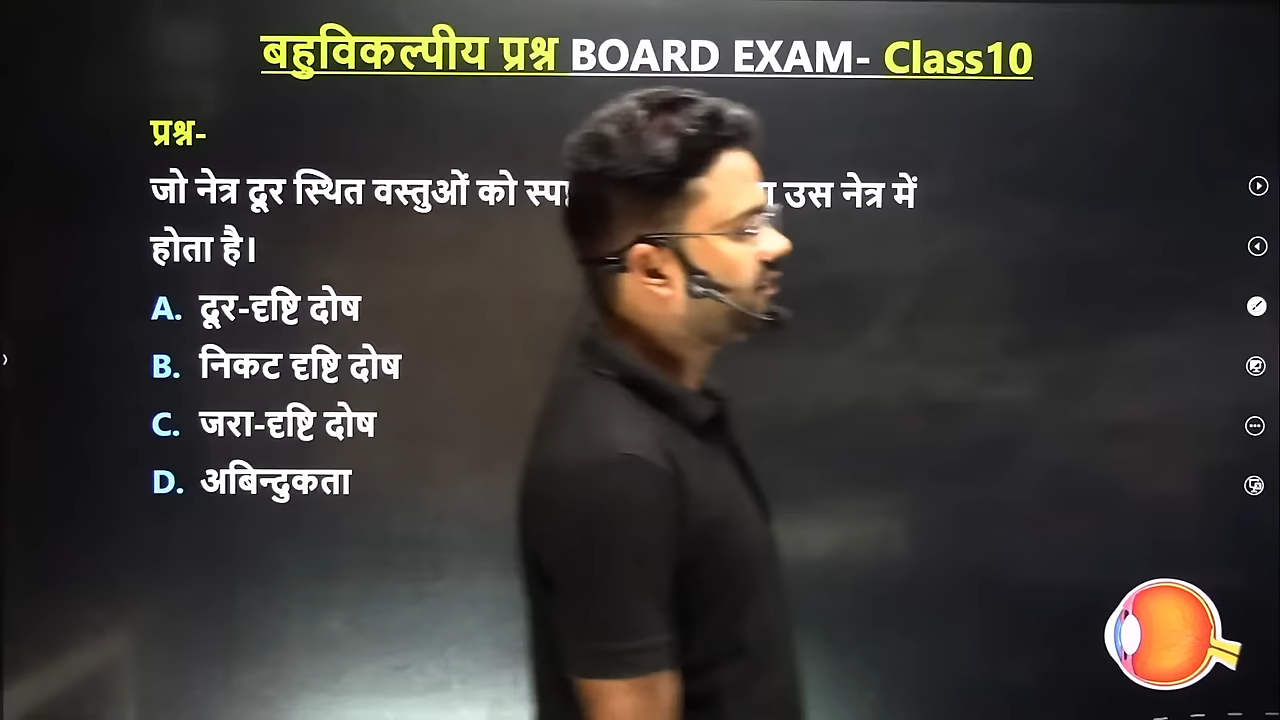 बहुविकल्पीय प्रश्न BOARD EXAM- Class10
प्रश्न-
जो नेत्र दूर स्थित वस्तुओं को उस नेत्र में
होता है।
A. दूर-दृष्टि दोष
B. निकट दृष्टि दोष
C. जरा-दृष्टि दोष
D. अबिन्दुकता